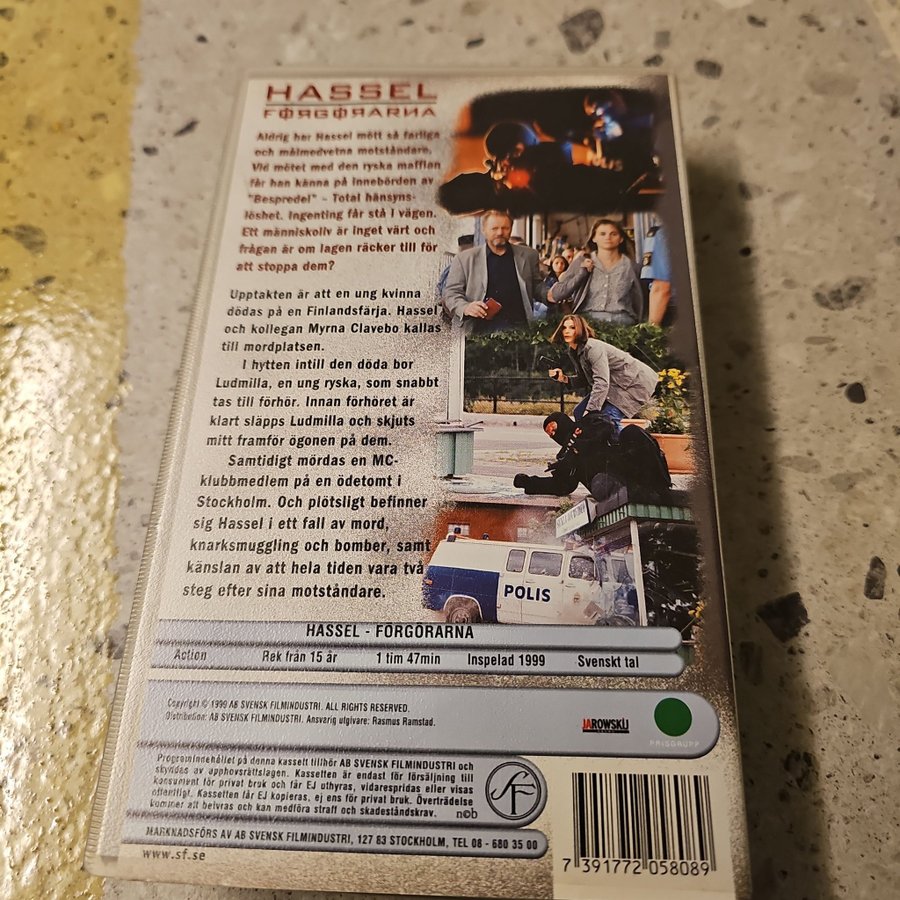 HASSEL
FÖRGÖRARNA
Aldrig har Hassel mött så farliga
och målmedvetna motståndare.
Vid mötet med den ryska maffian
får han känna på innebörden av
"Bespredel" - Total hänsyns-
löshet. Ingenting får stå i vägen.
Ett människoliv är inget värt och
frågan är om lagen räcker till för
att stoppa dem?
Upptakten är att en ung kvinna
dödas på en Finlandsfärja. Hassel
och kollegan Myrna Clavebo kallas
till mordplatsen.
I hytten intill den döda bor
Ludmilla, en ung ryska, som snabbt
tas till förhör. Innan förhöret är
klart släpps Ludmilla och skjuts
mitt framför ögonen på dem.
Samtidigt mördas en MC-
klubbmedlem på en ödetomt i
Stockholm. Och plötsligt befinner
sig Hassel i ett fall av mord,
knarksmuggling och bomber, samt
känslan av att hela tiden vara två
steg efter sina motståndare.
POLIS
HASSEL - FÖRGÖRARNA
Action Rek från 15 år 1 tim 47min Inspelad 1999 Svenskt tal
Copyright © 1999 AB SVENSK FILMINDUSTRI. ALL RIGHTS RESERVED.
Distribution: AB SVENSK FILMINDUSTRI. Ansvarig utgivare: Rasmus Ramstad.
JAROWSKIJ
PRISGRUPP
Programinnehållet på denna kassett tillhör AB SVENSK FILMINDUSTRI och
skyddas av upphovsrättslagen. Kassetten är endast för försäljning till
konsument för privat bruk och får EJ uthyras, vidarespridas eller visas
offentligt. Kassetten får EJ kopieras, ej ens för privat bruk. Överträdelse
kommer att beivras och kan medföra straff och skadeståndskrav.
SF
nØb
MARKNADSFÖRS AV AB SVENSK FILMINDUSTRI, 127 83 STOCKHOLM, TEL 08 - 680 35 00
www.sf.se
7 391772 058089